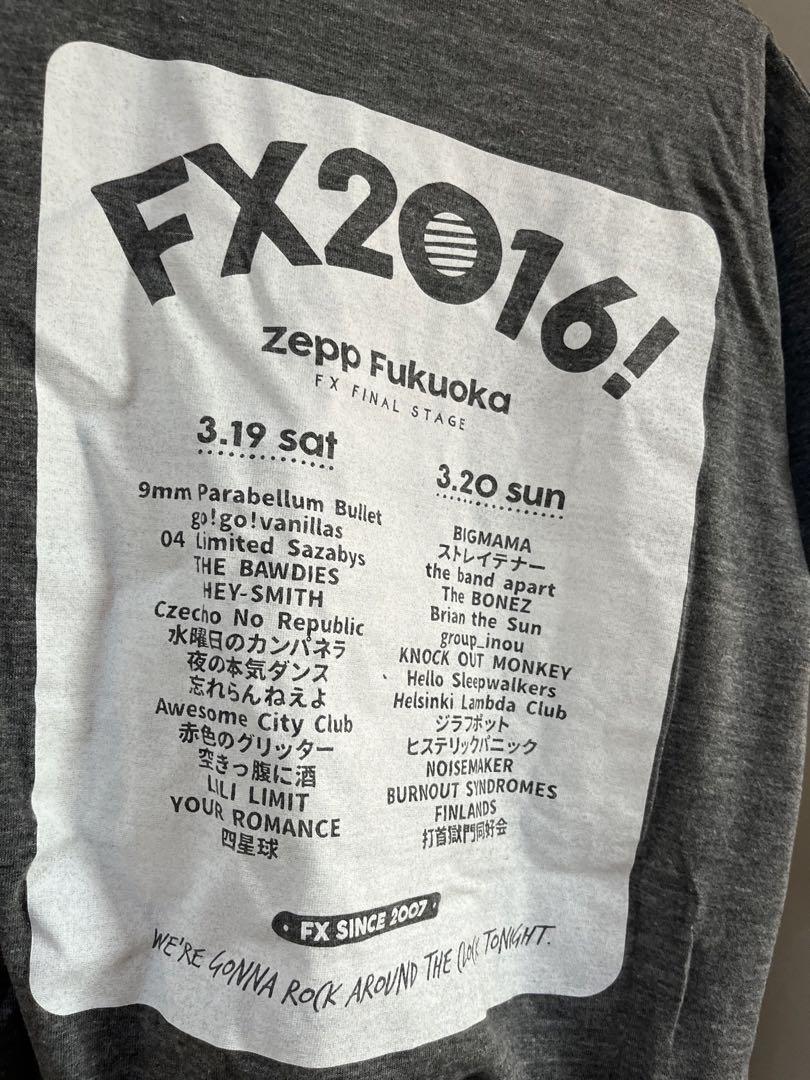 FX2016!
Zepp Fukuoka
FX FINAL STAGE
3.19 sat
9mm Parabellum Bullet
go!go!vanillas
04 Limited Sazabys
THE BAWDIES
HEY-SMITH
Czecho No Republic
水曜日のカンパネラ
夜の本気ダンス
忘れらんねえよ
Awesome City Club
赤色のグリッター
空きっ腹に酒
LILI LIMIT
YOUR ROMANCE
四星球
3.20 sun
BIGMAMA
ストレイテナー
the band apart
The BONEZ
Brian the Sun
group_inou
KNOCK OUT MONKEY
Hello Sleepwalkers
Helsinki Lambda Club
ジラフポット
ヒステリックパニック
NOISEMAKER
BURNOUT SYNDROMES
FINLANDS
打首獄門同好会
・FX SINCE 2007・
WE'RE GONNA ROCK AROUND THE CLOCK TONIGHT.